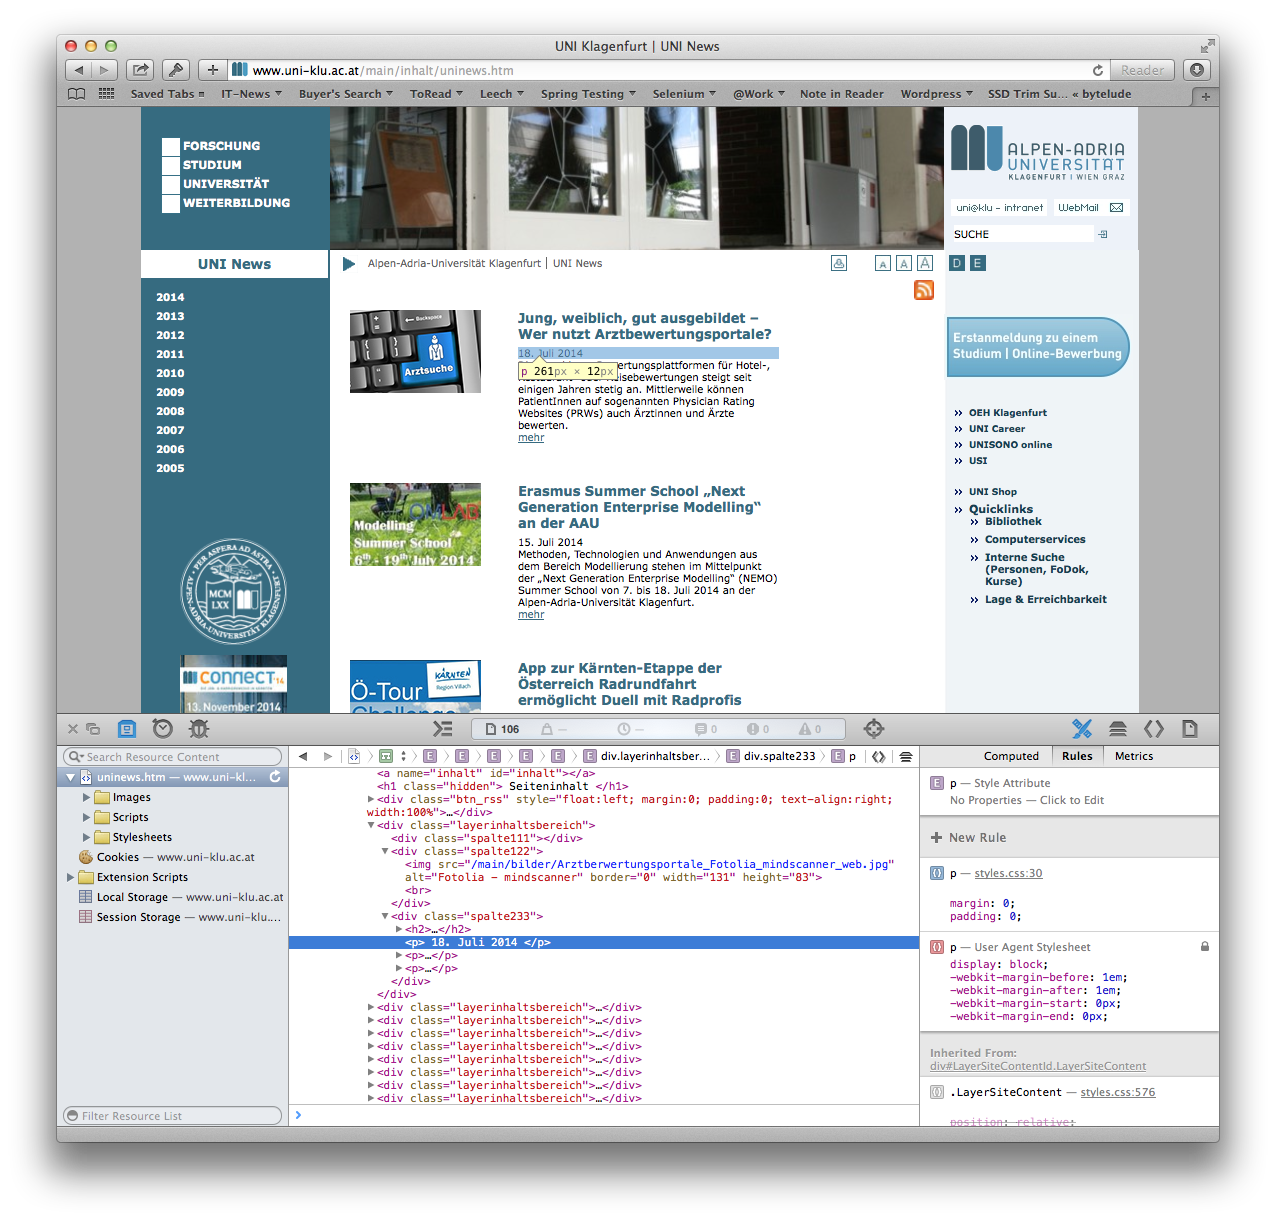 UNI Klagenfurt | UNI News
www.uni-klu.ac.at/main/inhalt/uninews.htm
Reader
Saved Tabs IT-News Buyer's Search ToRead Leech Spring Testing Selenium @Work Note in Reader Wordpress SSD Trim Su... « bytelude
FORSCHUNG
STUDIUM
UNIVERSITÄT
WEITERBILDUNG
ALPEN-ADRIA
UNIVERSITÄT
KLAGENFURT | WIEN GRAZ
uni@klu - intranet WebMail
SUCHE
UNI News
Alpen-Adria-Universität Klagenfurt | UNI News
A A A
D E
2014
2013
2012
2011
2010
2009
2008
2007
2006
2005
PER ASPERA AD ASTRA
ALPEN-ADRIA-UNIVERSITÄT KLAGENFURT
MCM
LXX
CONNECT'14
13. November 2014
Backspace
Arztsuche
Jung, weiblich, gut ausgebildet –
Wer nutzt Arztbewertungsportale?
18. Juli 2014
p 261px × 12px
ertungsplattformen für Hotel-,
eisebewertungen steigt seit
einigen Jahren stetig an. Mittlerweile können
PatientInnen auf sogenannten Physician Rating
Websites (PRWs) auch Ärztinnen und Ärzte
bewerten.
mehr
OMLAB
Modelling
Summer School
6th - 19th July 2014
Erasmus Summer School „Next
Generation Enterprise Modelling“
an der AAU
15. Juli 2014
Methoden, Technologien und Anwendungen aus
dem Bereich Modellierung stehen im Mittelpunkt
der „Next Generation Enterprise Modelling“ (NEMO)
Summer School von 7. bis 18. Juli 2014 an der
Alpen-Adria-Universität Klagenfurt.
mehr
KÄRNTEN
Region Villach
Ö-Tour
Challenge
App zur Kärnten-Etappe der
Österreich Radrundfahrt
ermöglicht Duell mit Radprofis
Erstanmeldung zu einem
Studium | Online-Bewerbung
OEH Klagenfurt
UNI Career
UNISONO online
USI
UNI Shop
Quicklinks
Bibliothek
Computerservices
Interne Suche
(Personen, FoDok,
Kurse)
Lage & Erreichbarkeit
106 — — 0 0 0
Search Resource Content
uninews.htm — www.uni-kl...
Images
Scripts
Stylesheets
Cookies — www.uni-klu.ac.at
Extension Scripts
Local Storage — www.uni-klu.ac.at
Session Storage — www.uni-klu....
Filter Resource List
E E E E E div.layerinhaltsber... E div.spalte233 E p
<a name="inhalt" id="inhalt"></a>
<h1 class="hidden"> Seiteninhalt </h1>
<div class="btn_rss" style="float:left; margin:0; padding:0; text-align:right;
width:100%">…</div>
<div class="layerinhaltsbereich">
<div class="spalte111"></div>
<div class="spalte122">
<img src="/main/bilder/Arztberwertungsportale_Fotolia_mindscanner_web.jpg"
alt="Fotolia - mindscanner" border="0" width="131" height="83">
<br>
</div>
<div class="spalte233">
<h2>…</h2>
<p> 18. Juli 2014 </p>
<p>…</p>
<p>…</p>
</div>
</div>
<div class="layerinhaltsbereich">…</div>
<div class="layerinhaltsbereich">…</div>
<div class="layerinhaltsbereich">…</div>
<div class="layerinhaltsbereich">…</div>
<div class="layerinhaltsbereich">…</div>
<div class="layerinhaltsbereich">…</div>
<div class="layerinhaltsbereich">…</div>
<div class="layerinhaltsbereich">…</div>
Computed Rules Metrics
E p — Style Attribute
No Properties — Click to Edit
+ New Rule
p — styles.css:30
margin: 0;
padding: 0;
p — User Agent Stylesheet
display: block;
-webkit-margin-before: 1em;
-webkit-margin-after: 1em;
-webkit-margin-start: 0px;
-webkit-margin-end: 0px;
Inherited From:
div#LayerSiteContentId.LayerSiteContent
.LayerSiteContent — styles.css:576
position: relative;